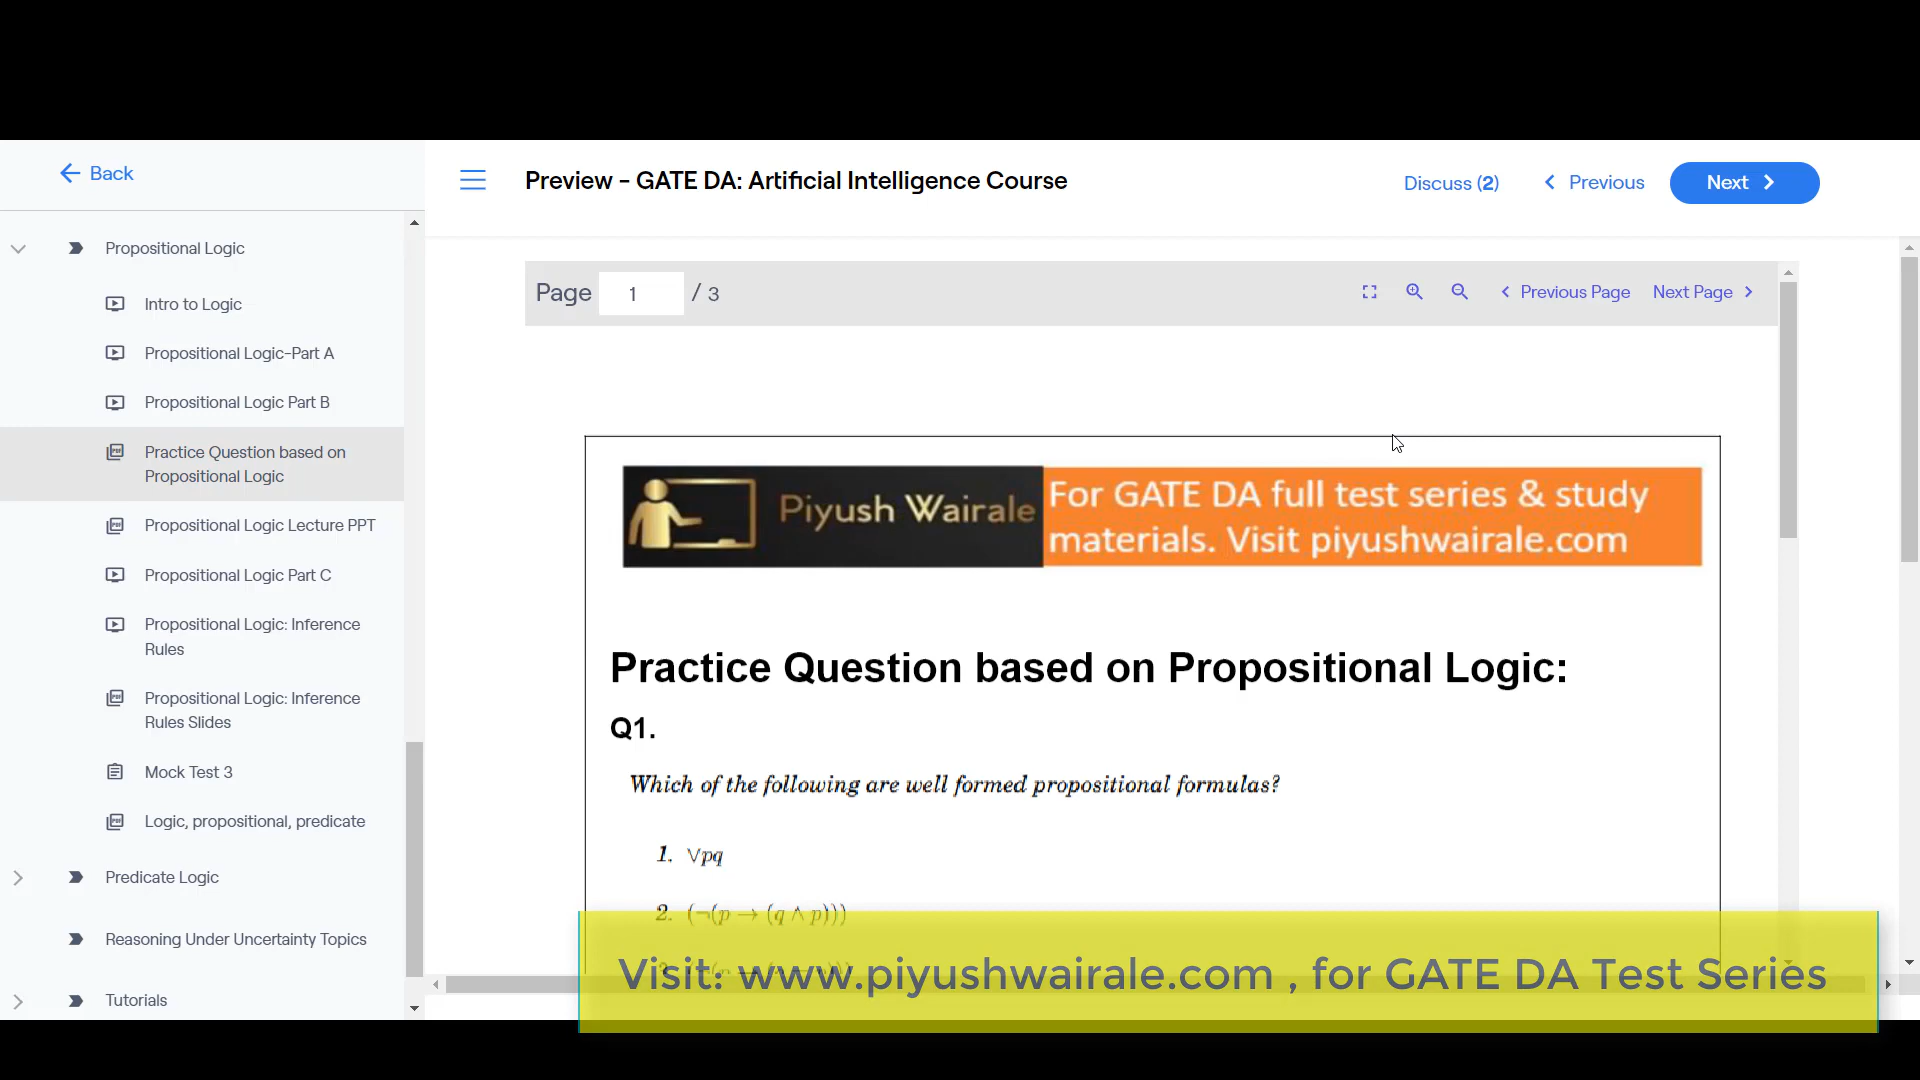 Back
Preview - GATE DA: Artificial Intelligence Course
Discuss (2)
Previous
Next
Propositional Logic
Intro to Logic
Propositional Logic-Part A
Propositional Logic Part B
Practice Question based on
Propositional Logic
Propositional Logic Lecture PPT
Propositional Logic Part C
Propositional Logic: Inference
Rules
Propositional Logic: Inference
Rules Slides
Mock Test 3
Logic, propositional, predicate
Predicate Logic
Reasoning Under Uncertainty Topics
Tutorials
Page 1 / 3
Previous Page
Next Page
Piyush Wairale
For GATE DA full test series & study
materials. Visit piyushwairale.com
Practice Question based on Propositional Logic:
Q1.
Which of the following are well formed propositional formulas?
1. ∨pq
2. (¬(p → (q ∧ p)))
Visit: www.piyushwairale.com , for GATE DA Test Series